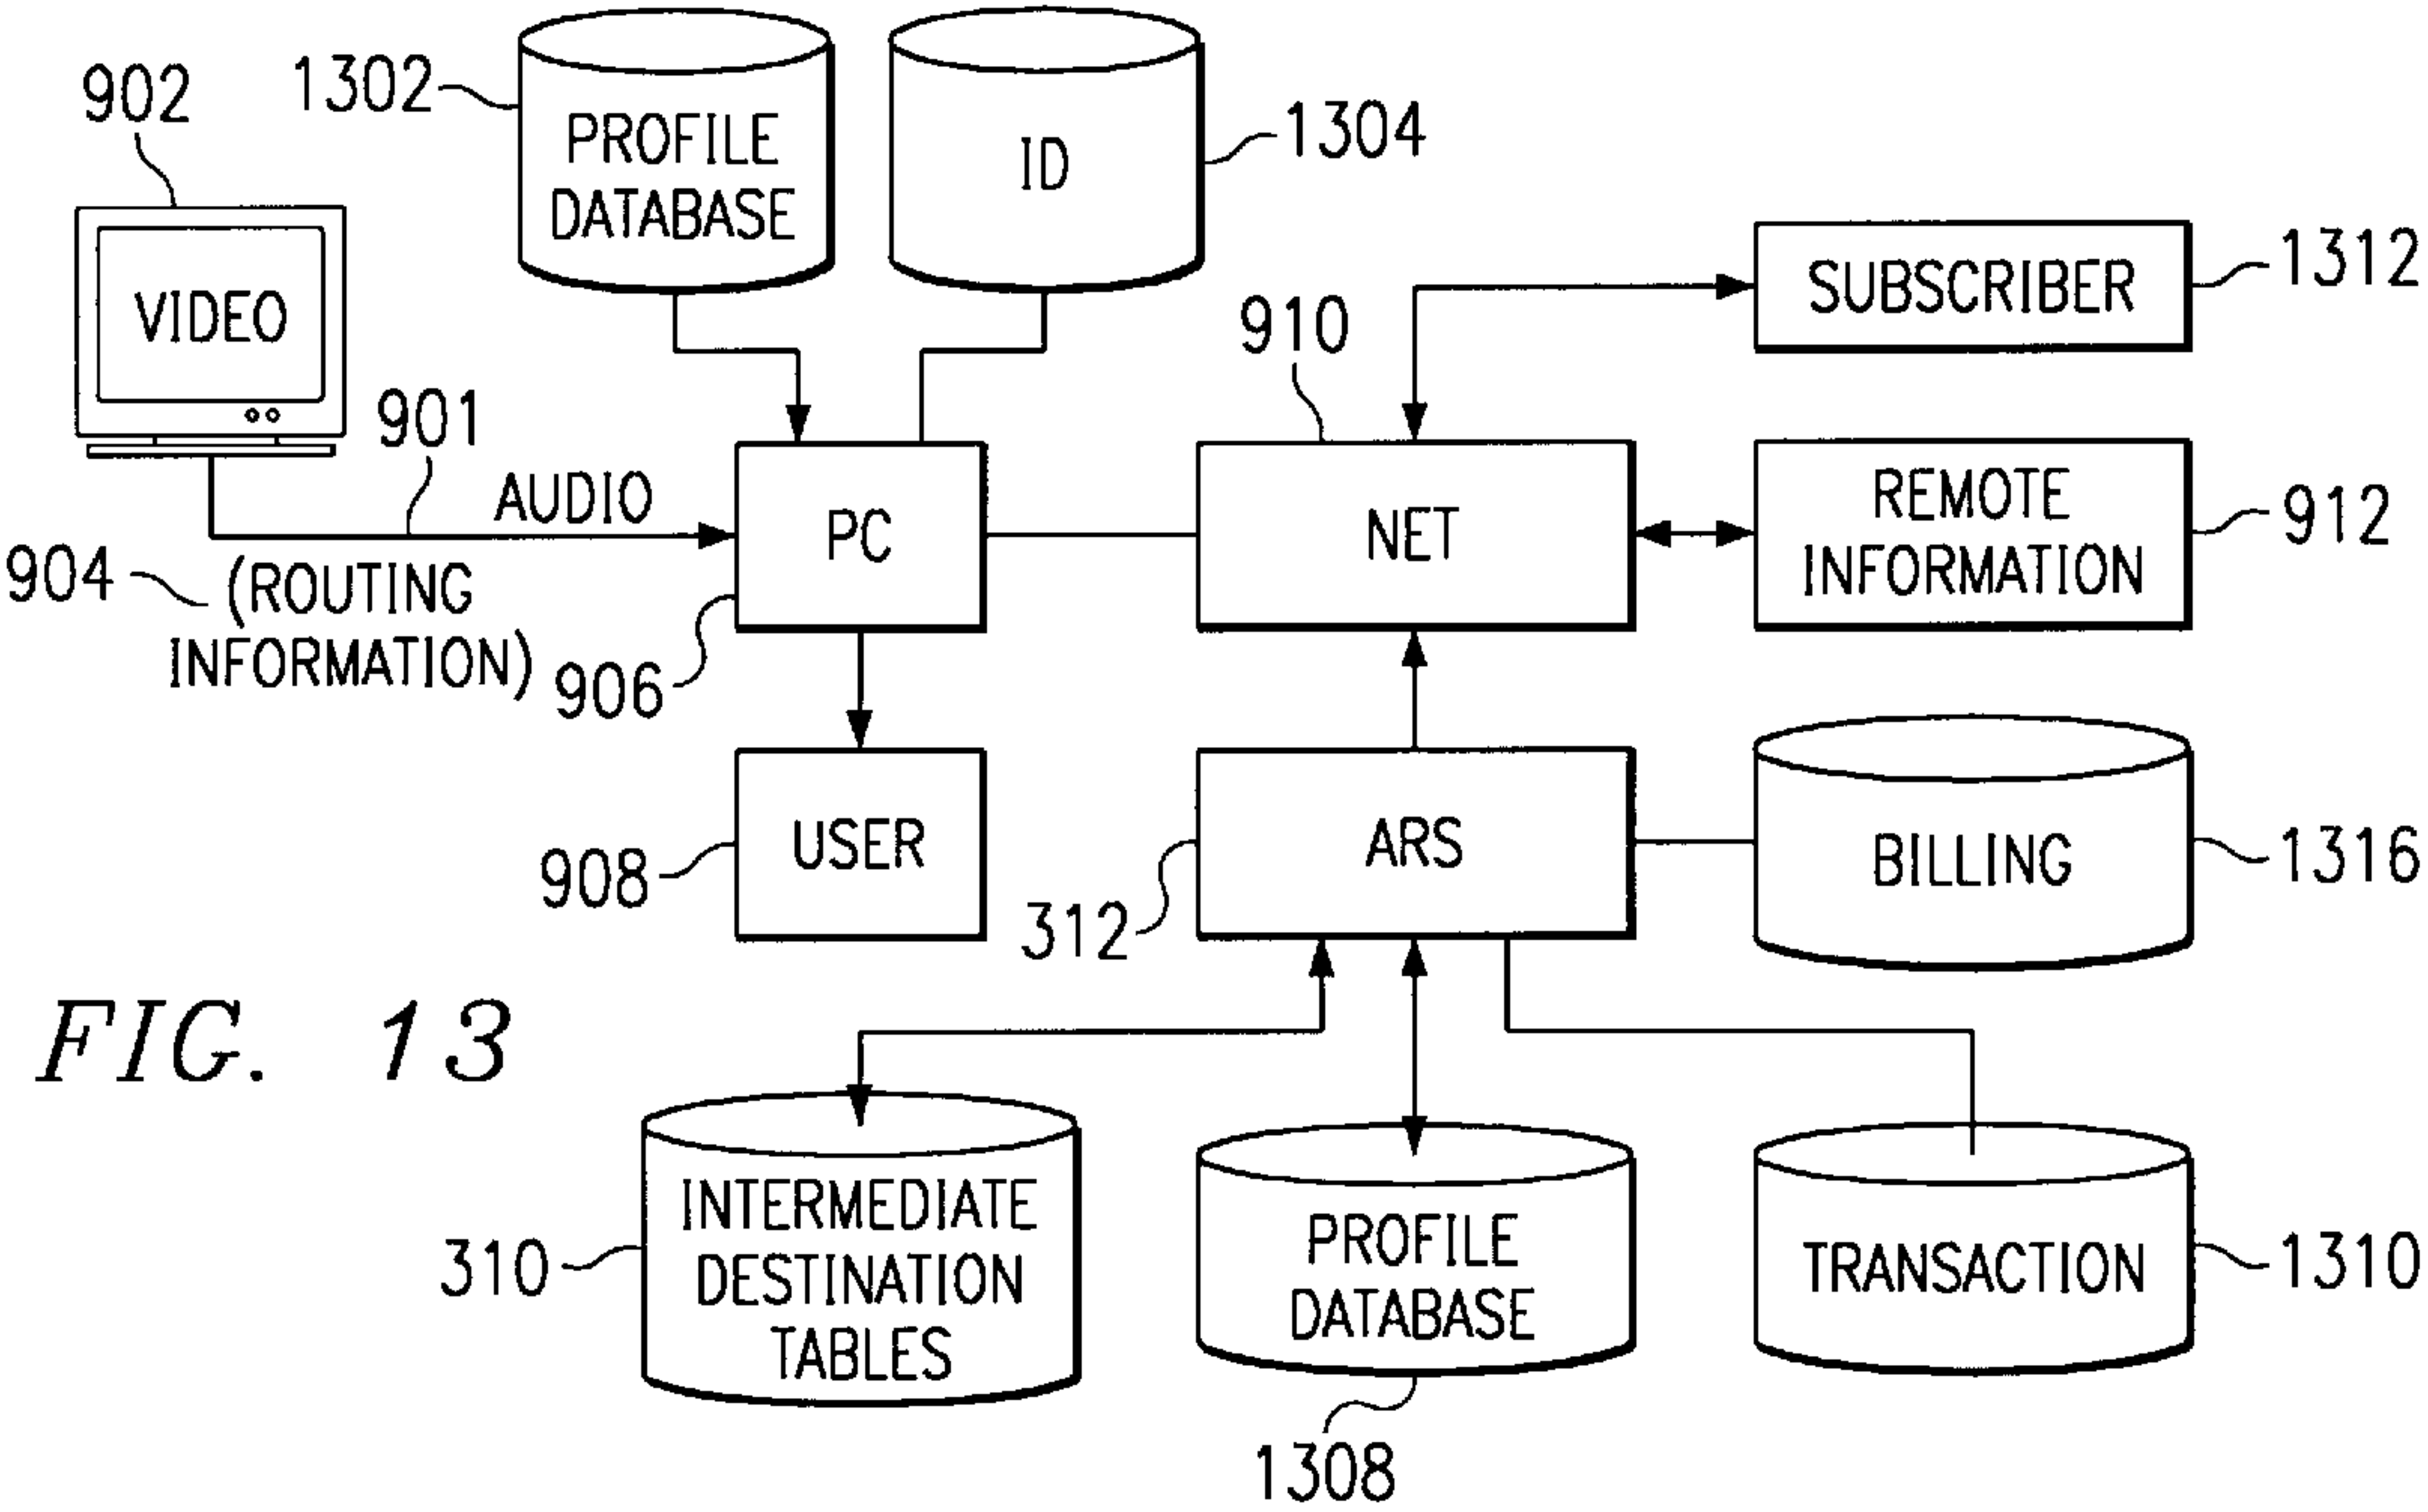 1302
PROFILE
DATABASE
ID
1304
902
VIDEO
901
AUDIO
904
(ROUTING
INFORMATION)
906
PC
910
NET
SUBSCRIBER
1312
REMOTE
INFORMATION
912
908
USER
312
ARS
BILLING
1316
FIG. 13
310
INTERMEDIATE
DESTINATION
TABLES
PROFILE
DATABASE
1308
TRANSACTION
1310